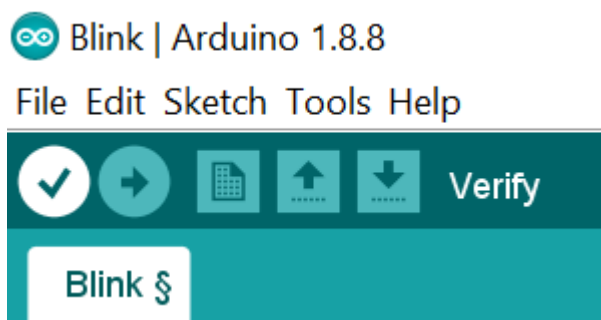 Blink | Arduino 1.8.8
File Edit Sketch Tools Help
Verify
Blink §